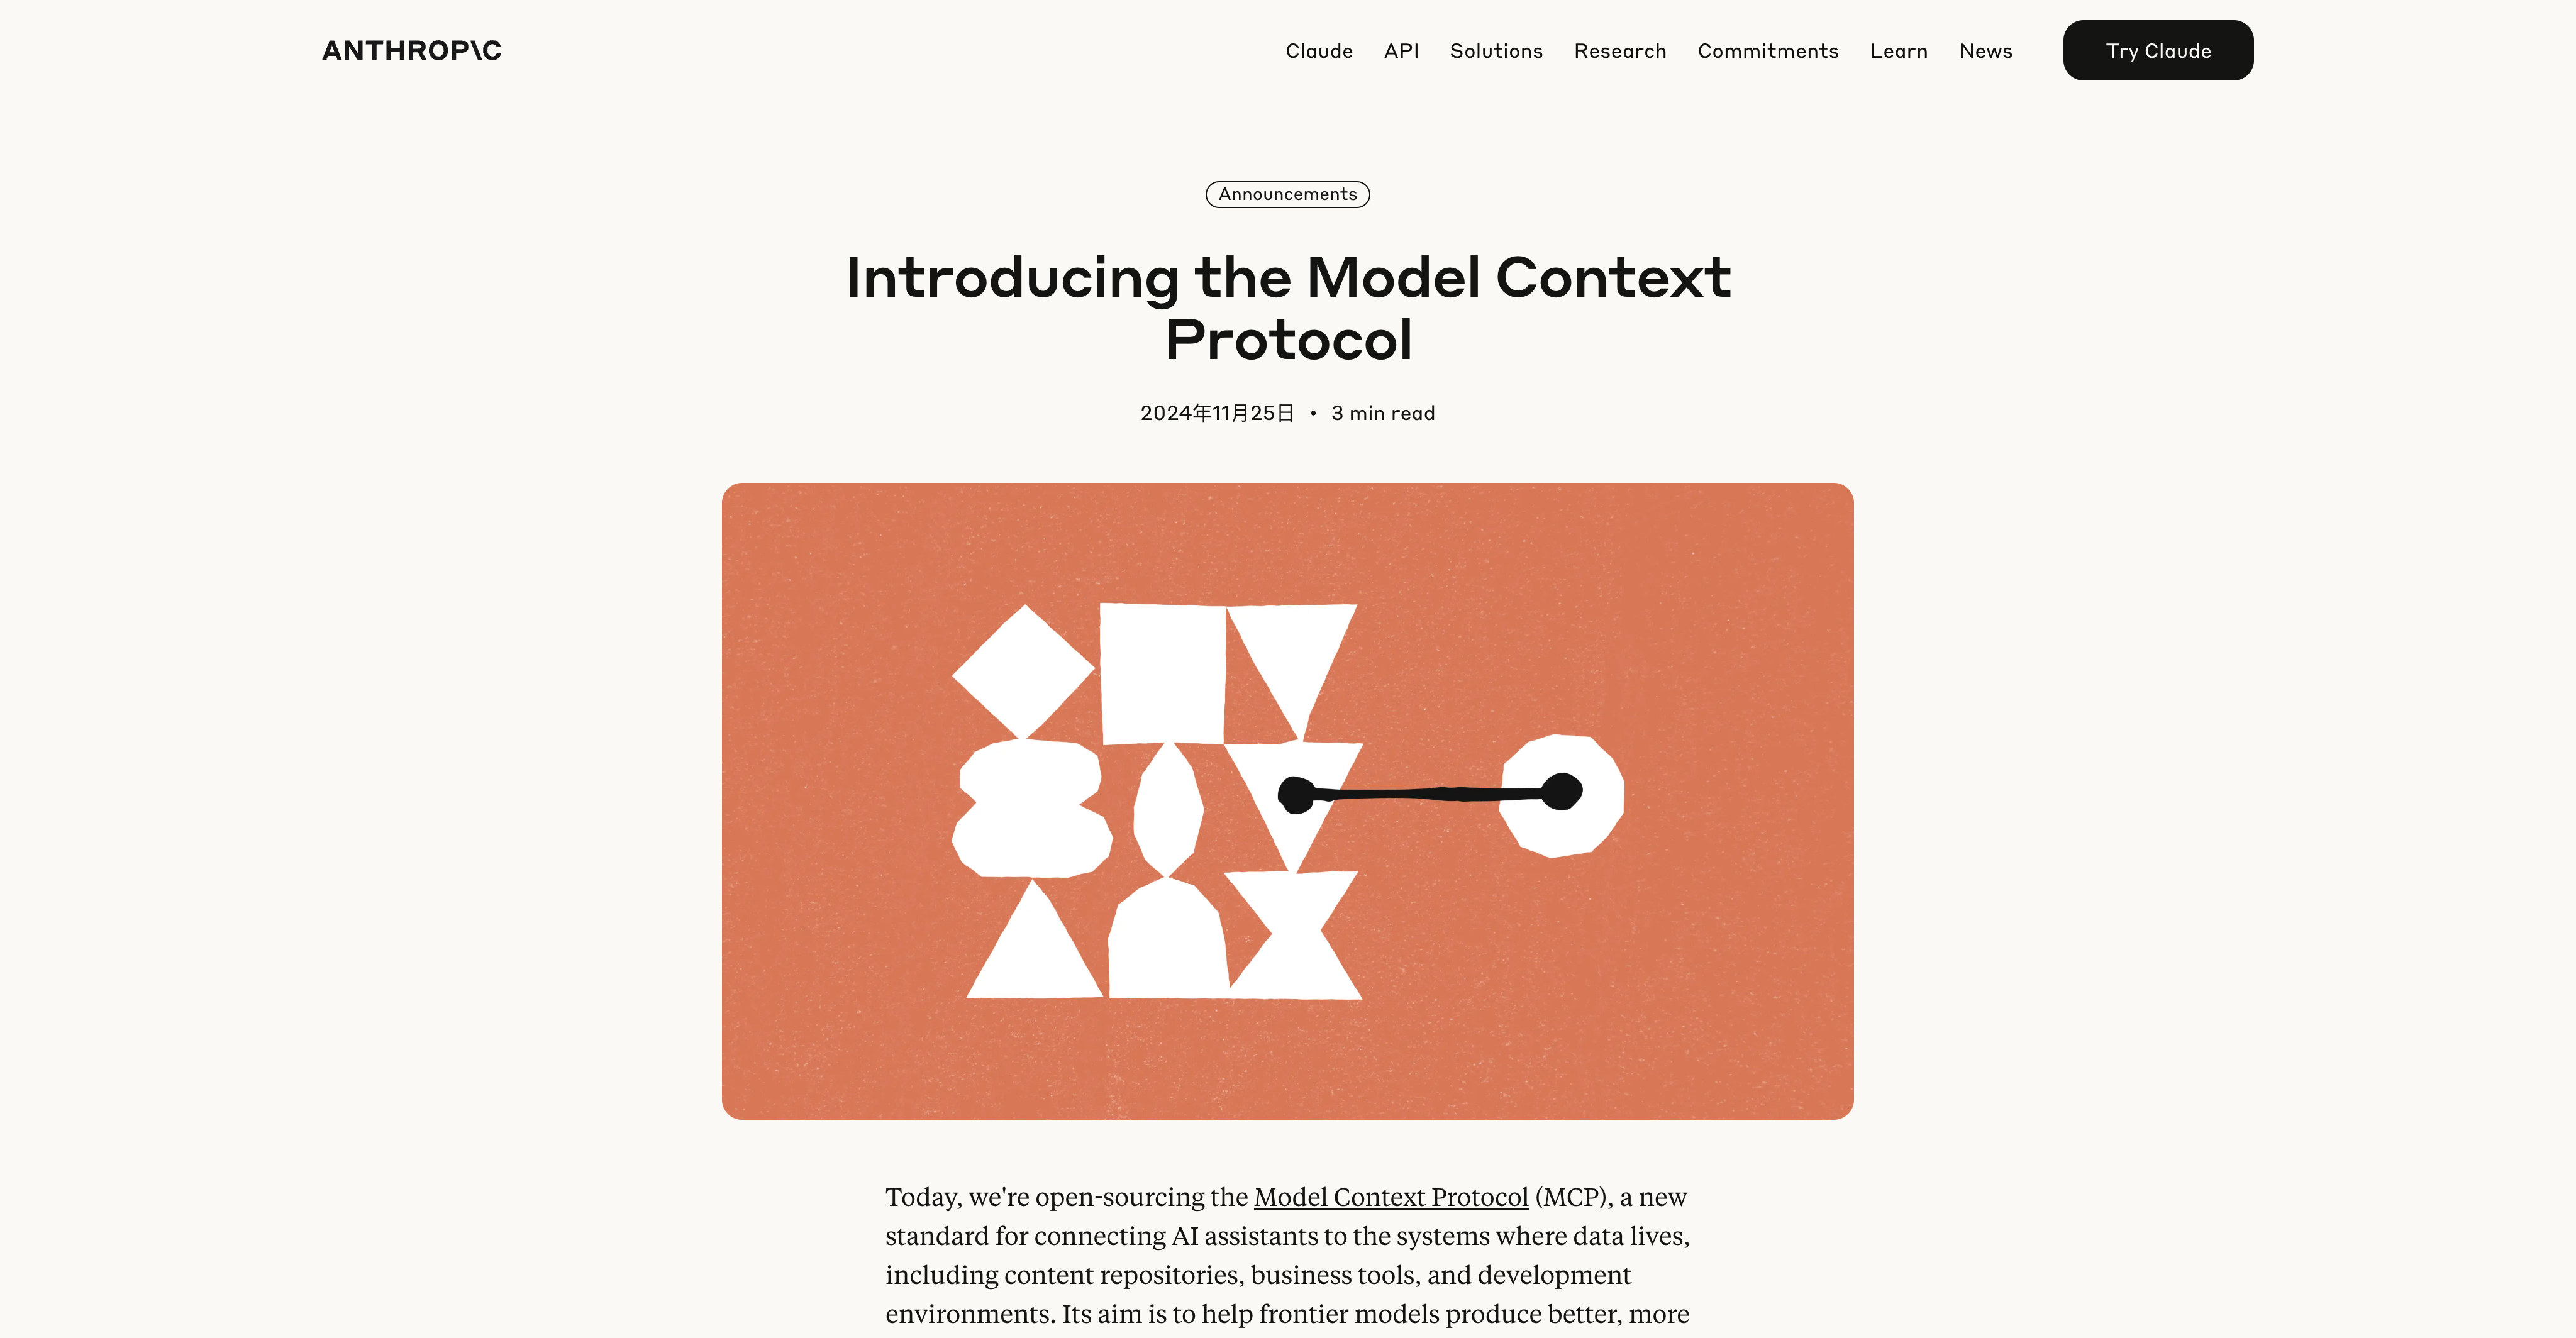 ANTHROP\C
Claude API Solutions Research Commitments Learn News Try Claude
Announcements
Introducing the Model Context
Protocol
2024年11月25日 • 3 min read
Today, we're open-sourcing the Model Context Protocol (MCP), a new
standard for connecting AI assistants to the systems where data lives,
including content repositories, business tools, and development
environments. Its aim is to help frontier models produce better, more